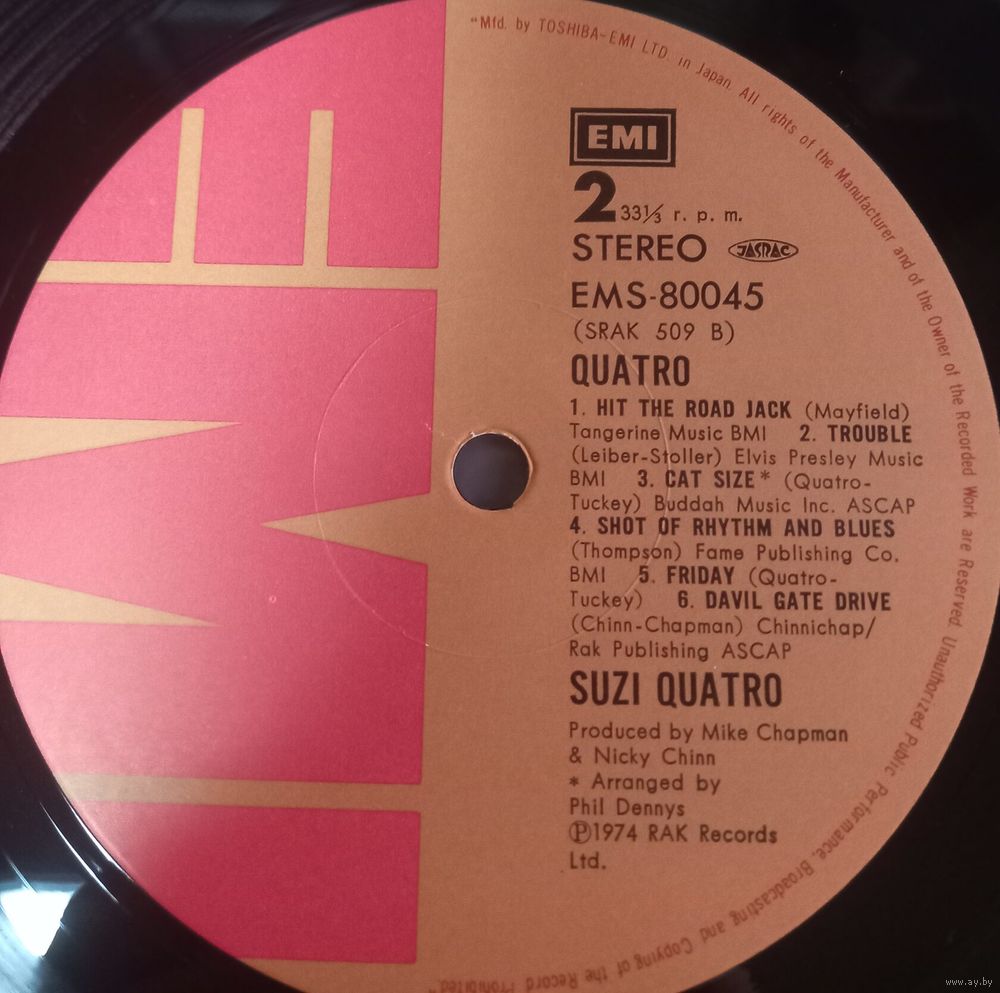 "Mfd. by TOSHIBA-EMI LTD. in Japan. All rights of the Manufacturer and of the Owner of the Recorded Work are Reserved. Unauthorized Public Performance, Broadcasting and Copying of the Record Prohibited"
EMI
2 33⅓ r. p. m.
STEREO JASRAC
EMS-80045
(SRAK 509 B)
QUATRO
1. HIT THE ROAD JACK (Mayfield)
Tangerine Music BMI 2. TROUBLE
(Leiber-Stoller) Elvis Presley Music
BMI 3. CAT SIZE* (Quatro-
Tuckey) Buddah Music Inc. ASCAP
4. SHOT OF RHYTHM AND BLUES
(Thompson) Fame Publishing Co.
BMI 5. FRIDAY (Quatro-
Tuckey) 6. DAVIL GATE DRIVE
(Chinn-Chapman) Chinnichap/
Rak Publishing ASCAP
SUZI QUATRO
Produced by Mike Chapman
& Nicky Chinn
* Arranged by
Phil Dennys
Ⓟ1974 RAK Records
Ltd.
www.ay.by